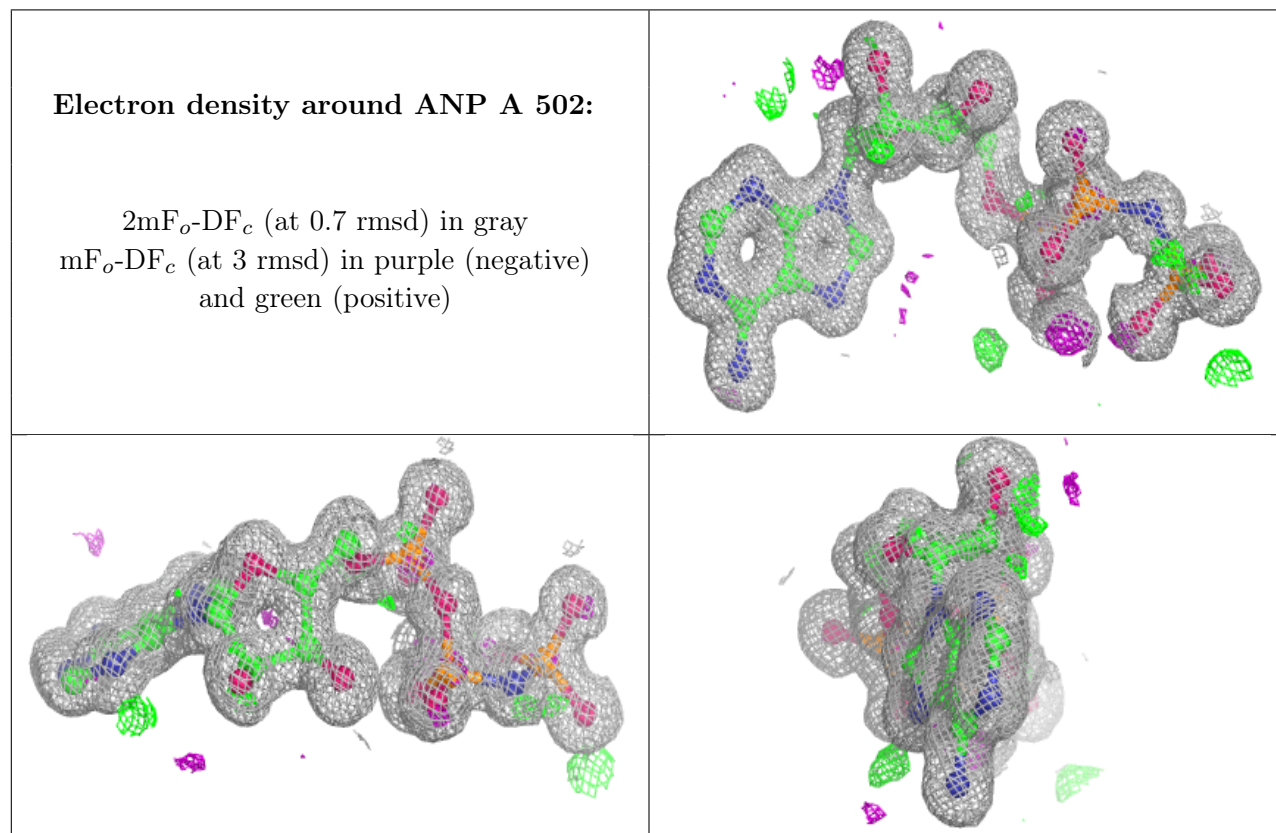 Electron density around ANP A 502:
2mFₒ-DF𝒸 (at 0.7 rmsd) in gray
mFₒ-DF𝒸 (at 3 rmsd) in purple (negative)
and green (positive)